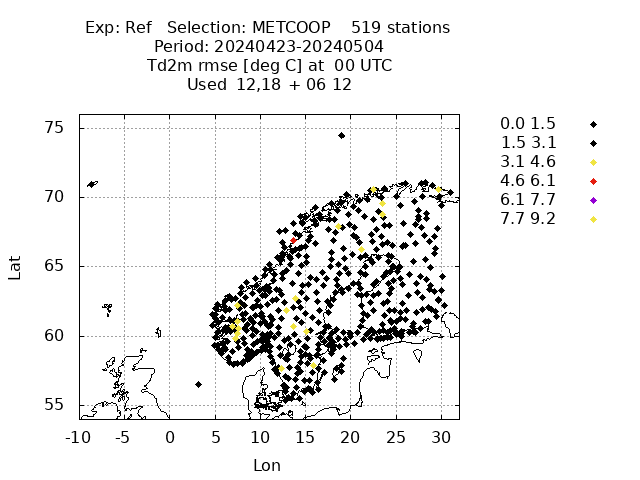 Exp: Ref   Selection: METCOOP    519 stations
Period: 20240423-20240504
Td2m rmse [deg C] at  00 UTC
Used  12,18 + 06 12
0.0 1.5
1.5 3.1
3.1 4.6
4.6 6.1
6.1 7.7
7.7 9.2
75
70
65
60
55
Lat
-10 -5 0 5 10 15 20 25 30
Lon